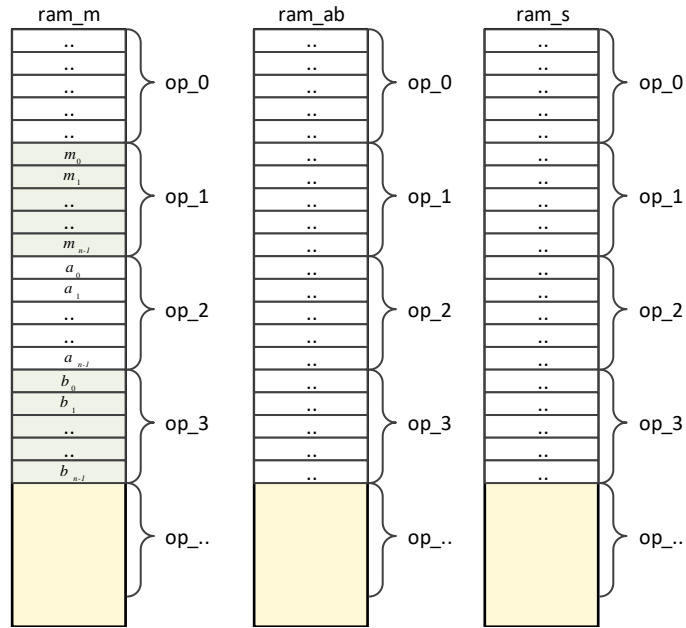 ram_m ram_ab ram_s
.. .. ..
.. .. ..
.. op_0 .. op_0 .. op_0
.. .. ..
.. .. ..
m₀ .. ..
m₁ .. ..
.. op_1 .. op_1 .. op_1
.. .. ..
mₙ₋₁ .. ..
a₀ .. ..
a₁ .. ..
.. op_2 .. op_2 .. op_2
.. .. ..
aₙ₋₁ .. ..
b₀ .. ..
b₁ .. ..
.. op_3 .. op_3 .. op_3
.. .. ..
bₙ₋₁ .. ..
op_.. op_.. op_..